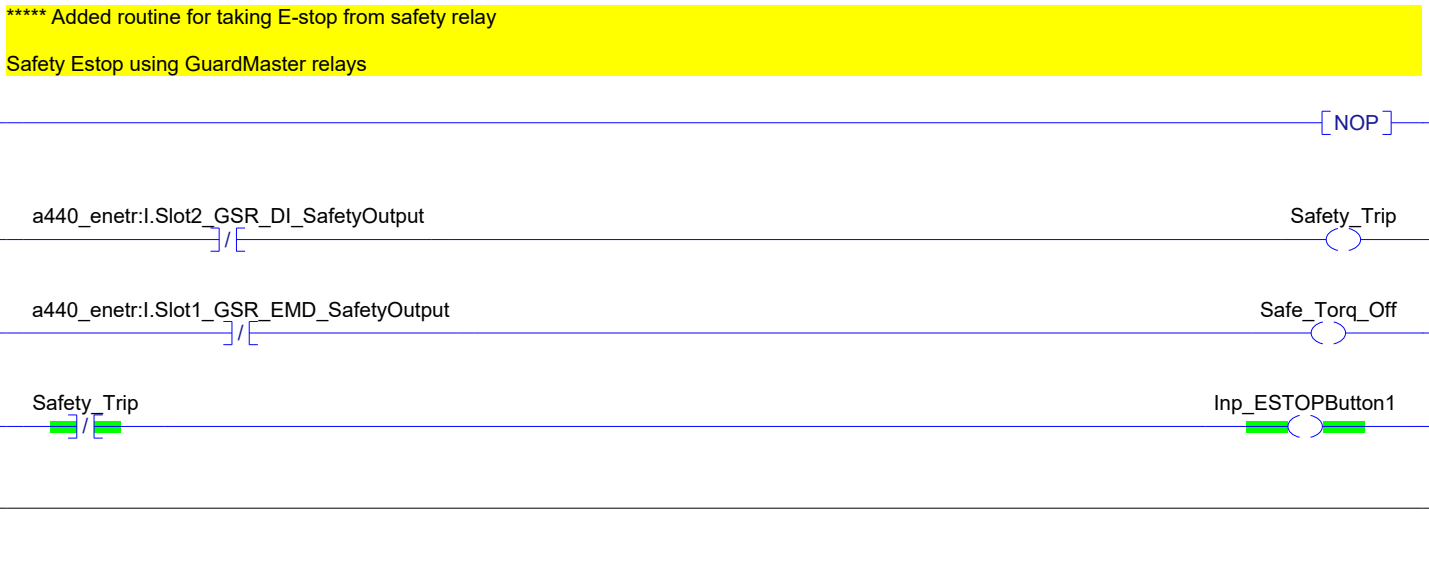 ***** Added routine for taking E-stop from safety relay
Safety Estop using GuardMaster relays
NOP
a440_enetr:I.Slot2_GSR_DI_SafetyOutput
Safety_Trip
/
a440_enetr:I.Slot1_GSR_EMD_SafetyOutput
Safe_Torq_Off
/
Safety_Trip
Inp_ESTOPButton1
/